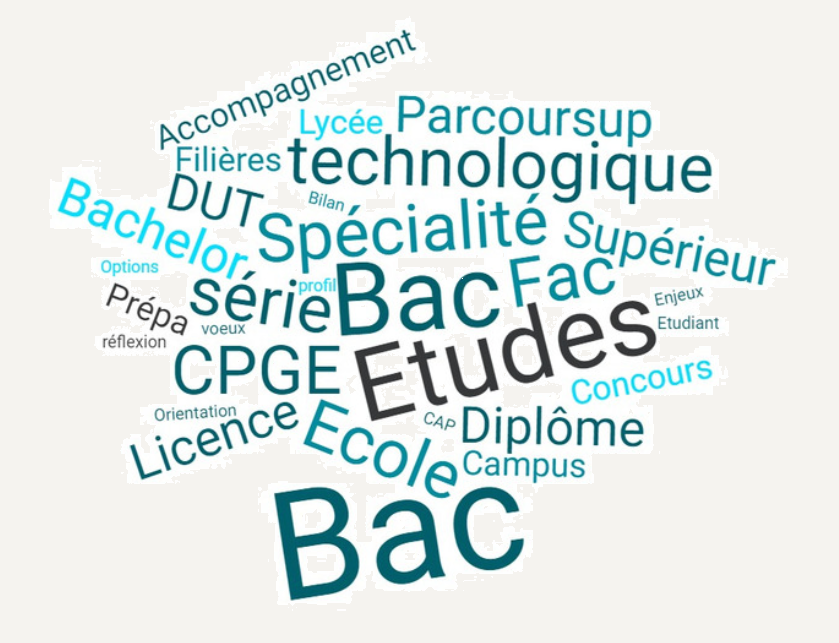 Accompagnement
Lycée Parcoursup
Filières technologique
DUT Bilan
Bachelor Spécialité Supérieur
Options série profil Bac Fac
Prépa voeux Etudes Enjeux
réflexion Etudiant
CPGE Concours
Orientation
Licence Ecole CAP Diplôme
Campus
Bac